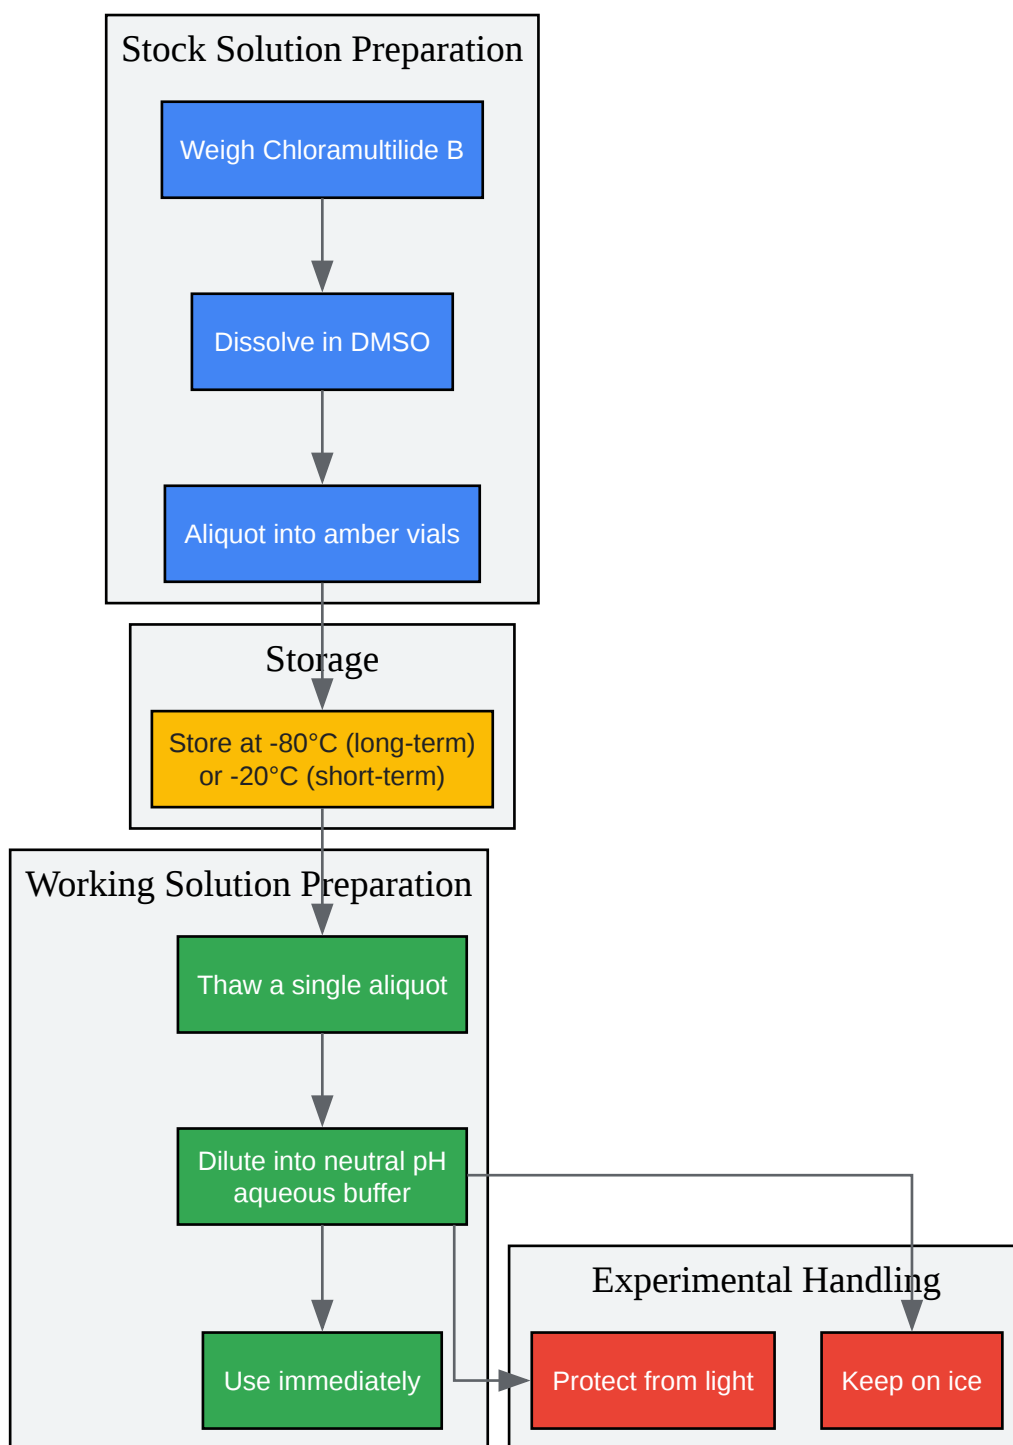 Stock Solution Preparation
Weigh Chloramultilide B
Dissolve in DMSO
Aliquot into amber vials
Storage
Store at -80°C (long-term)
or -20°C (short-term)
Working Solution Preparation
Thaw a single aliquot
Dilute into neutral pH
aqueous buffer
Use immediately
Experimental Handling
Protect from light
Keep on ice